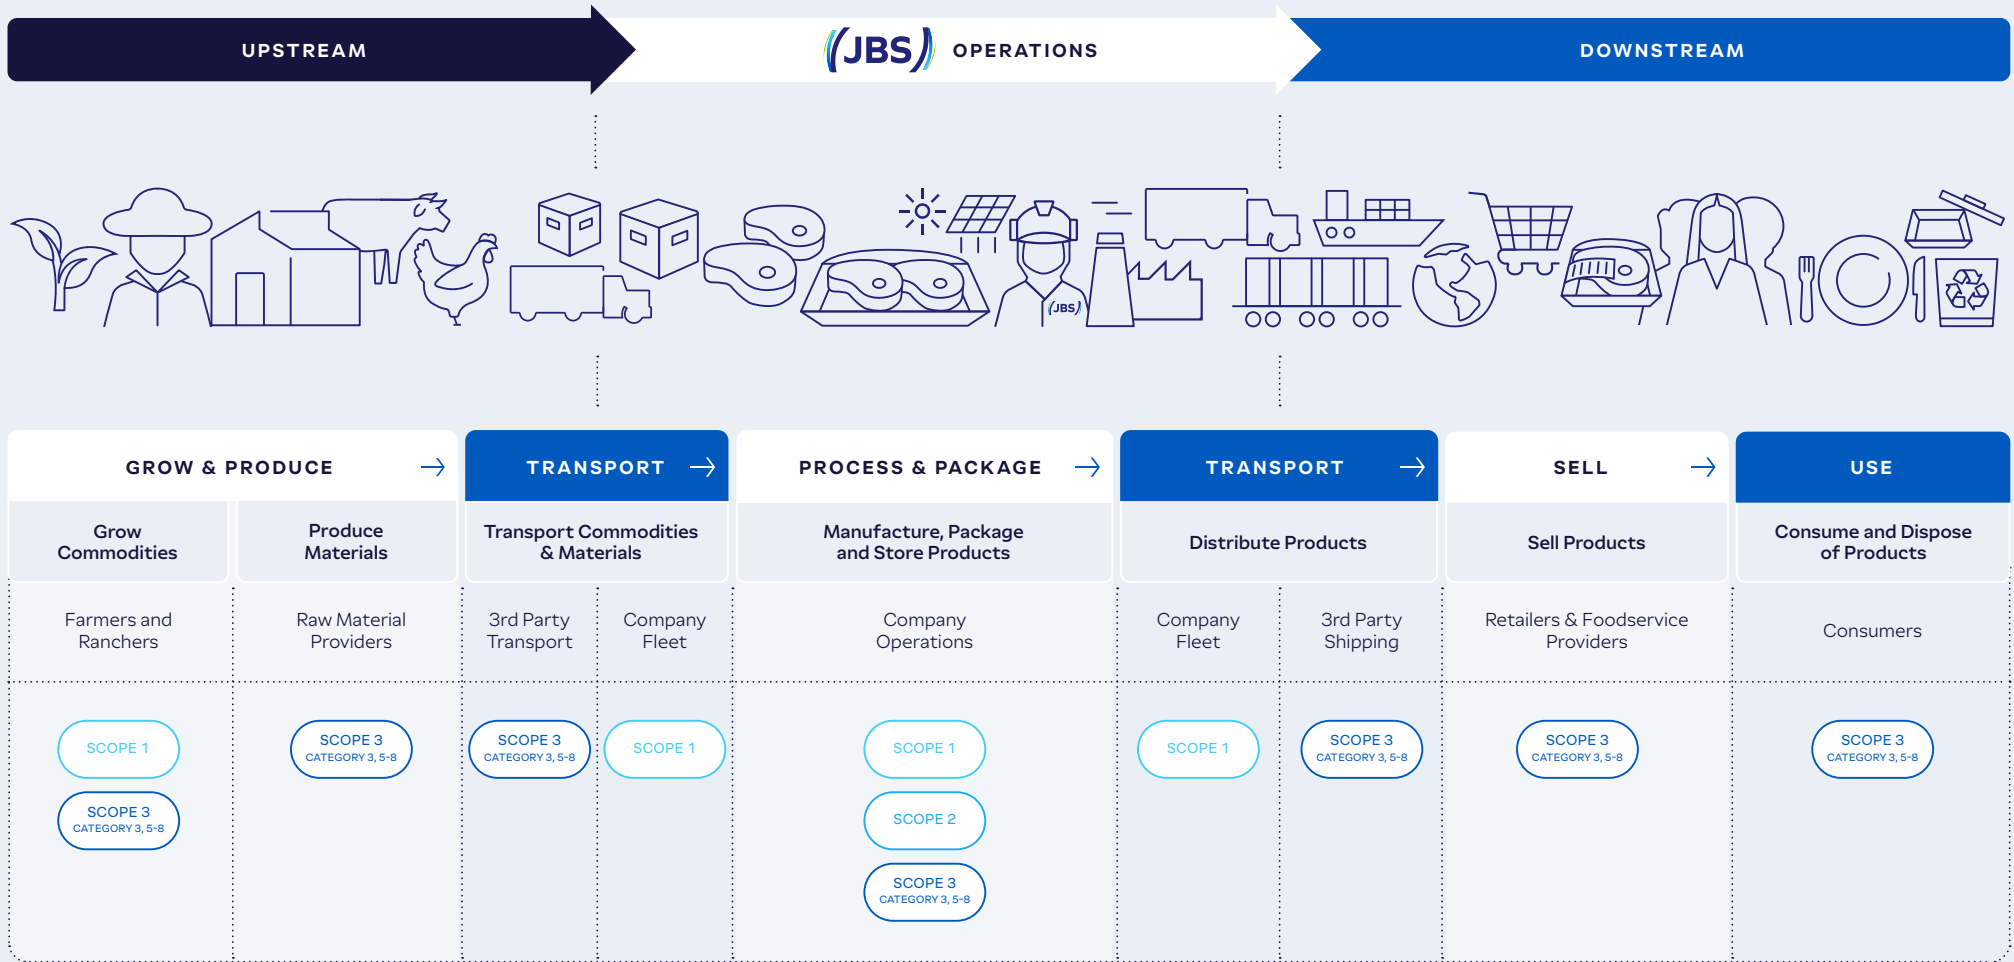 UPSTREAM
JBS OPERATIONS
DOWNSTREAM
JBS
GROW & PRODUCE
TRANSPORT
PROCESS & PACKAGE
TRANSPORT
SELL
USE
Grow
Commodities
Produce
Materials
Transport Commodities
& Materials
Manufacture, Package
and Store Products
Distribute Products
Sell Products
Consume and Dispose
of Products
Farmers and
Ranchers
Raw Material
Providers
3rd Party
Transport
Company
Fleet
Company
Operations
Company
Fleet
3rd Party
Shipping
Retailers & Foodservice
Providers
Consumers
SCOPE 1
SCOPE 3
CATEGORY 3, 5-8
SCOPE 3
CATEGORY 3, 5-8
SCOPE 3
CATEGORY 3, 5-8
SCOPE 1
SCOPE 1
SCOPE 2
SCOPE 3
CATEGORY 3, 5-8
SCOPE 1
SCOPE 3
CATEGORY 3, 5-8
SCOPE 3
CATEGORY 3, 5-8
SCOPE 3
CATEGORY 3, 5-8